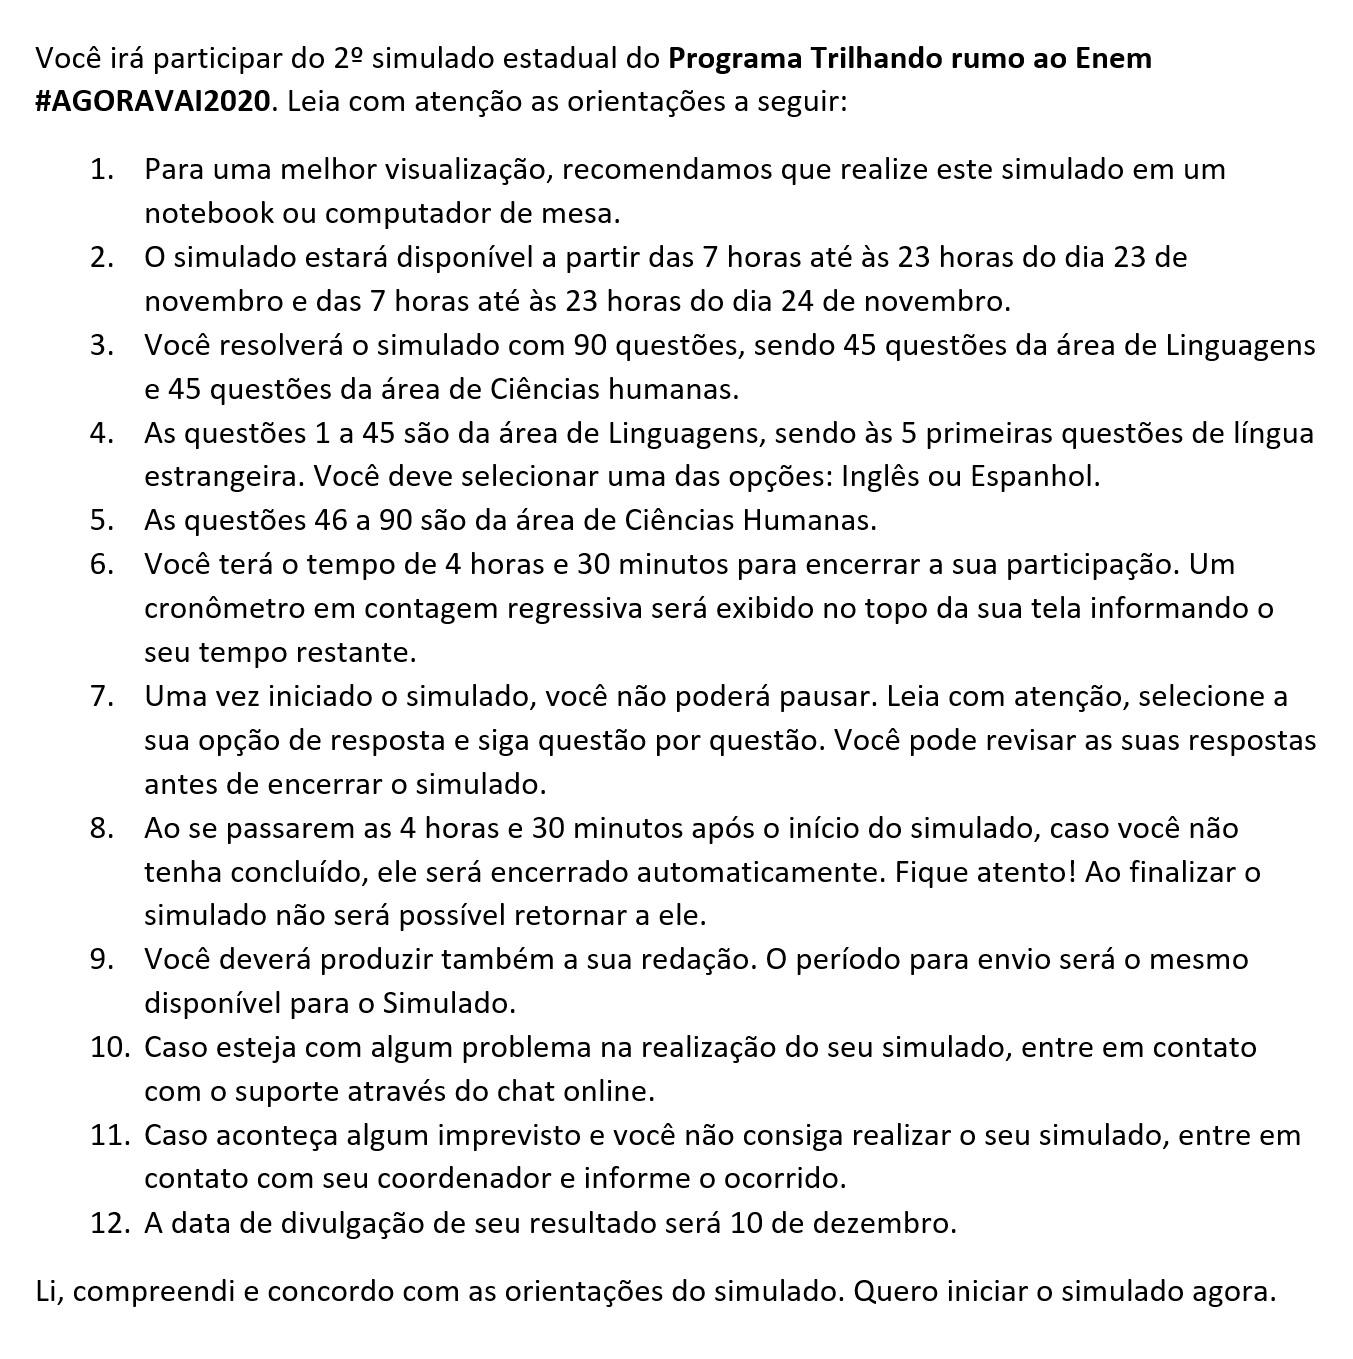 Você irá participar do 2º simulado estadual do Programa Trilhando rumo ao Enem
#AGORAVAI2020. Leia com atenção as orientações a seguir:
1. Para uma melhor visualização, recomendamos que realize este simulado em um
notebook ou computador de mesa.
2. O simulado estará disponível a partir das 7 horas até às 23 horas do dia 23 de
novembro e das 7 horas até às 23 horas do dia 24 de novembro.
3. Você resolverá o simulado com 90 questões, sendo 45 questões da área de Linguagens
e 45 questões da área de Ciências humanas.
4. As questões 1 a 45 são da área de Linguagens, sendo às 5 primeiras questões de língua
estrangeira. Você deve selecionar uma das opções: Inglês ou Espanhol.
5. As questões 46 a 90 são da área de Ciências Humanas.
6. Você terá o tempo de 4 horas e 30 minutos para encerrar a sua participação. Um
cronômetro em contagem regressiva será exibido no topo da sua tela informando o
seu tempo restante.
7. Uma vez iniciado o simulado, você não poderá pausar. Leia com atenção, selecione a
sua opção de resposta e siga questão por questão. Você pode revisar as suas respostas
antes de encerrar o simulado.
8. Ao se passarem as 4 horas e 30 minutos após o início do simulado, caso você não
tenha concluído, ele será encerrado automaticamente. Fique atento! Ao finalizar o
simulado não será possível retornar a ele.
9. Você deverá produzir também a sua redação. O período para envio será o mesmo
disponível para o Simulado.
10. Caso esteja com algum problema na realização do seu simulado, entre em contato
com o suporte através do chat online.
11. Caso aconteça algum imprevisto e você não consiga realizar o seu simulado, entre em
contato com seu coordenador e informe o ocorrido.
12. A data de divulgação de seu resultado será 10 de dezembro.
Li, compreendi e concordo com as orientações do simulado. Quero iniciar o simulado agora.